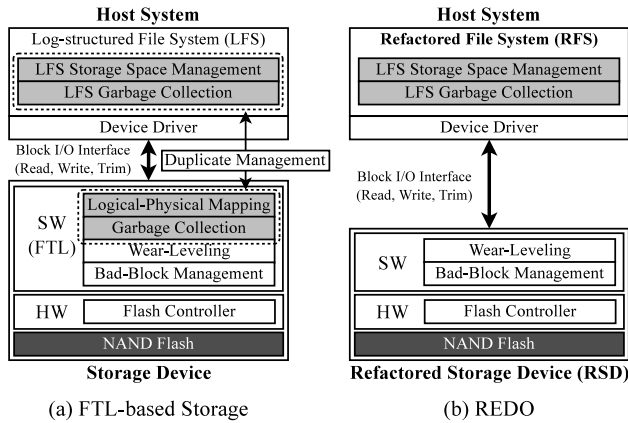 Host System
Log-structured File System (LFS)
LFS Storage Space Management
LFS Garbage Collection
Device Driver
Block I/O Interface
(Read, Write, Trim)
Duplicate Management
SW
(FTL)
Logical-Physical Mapping
Garbage Collection
Wear-Leveling
Bad-Block Management
HW
Flash Controller
NAND Flash
Storage Device
(a) FTL-based Storage
Host System
Refactored File System (RFS)
LFS Storage Space Management
LFS Garbage Collection
Device Driver
Block I/O Interface
(Read, Write, Trim)
SW
Wear-Leveling
Bad-Block Management
HW
Flash Controller
NAND Flash
Refactored Storage Device (RSD)
(b) REDO